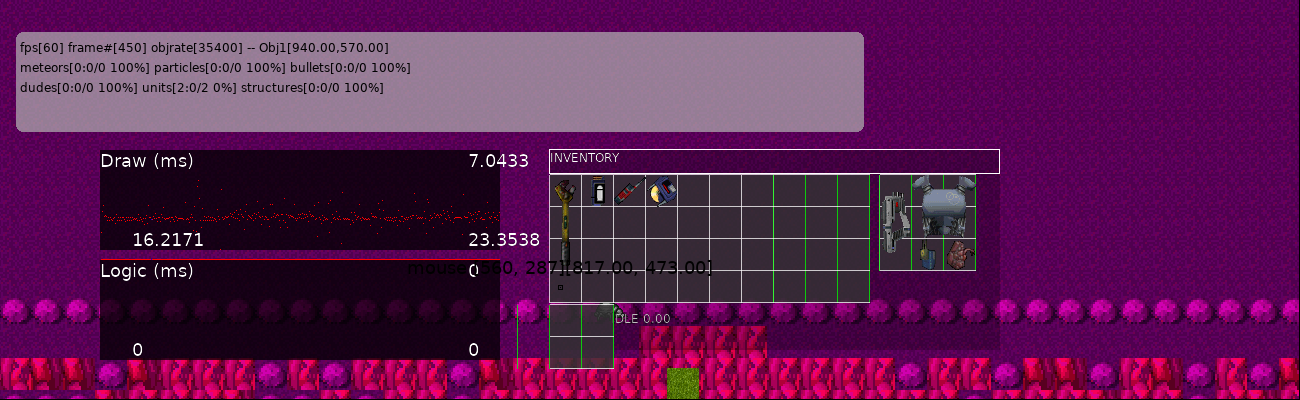 fps[60] frame#[450] objrate[35400] -- Obj1[940.00,570.00]
meteors[0:0/0 100%] particles[0:0/0 100%] bullets[0:0/0 100%]
dudes[0:0/0 100%] units[2:0/2 0%] structures[0:0/0 100%]
Draw (ms) 7.0433
16.2171 23.3538
Logic (ms) 0
0 0
INVENTORY
mouse[560, 287][817.00, 473.00]
DLE 0.00